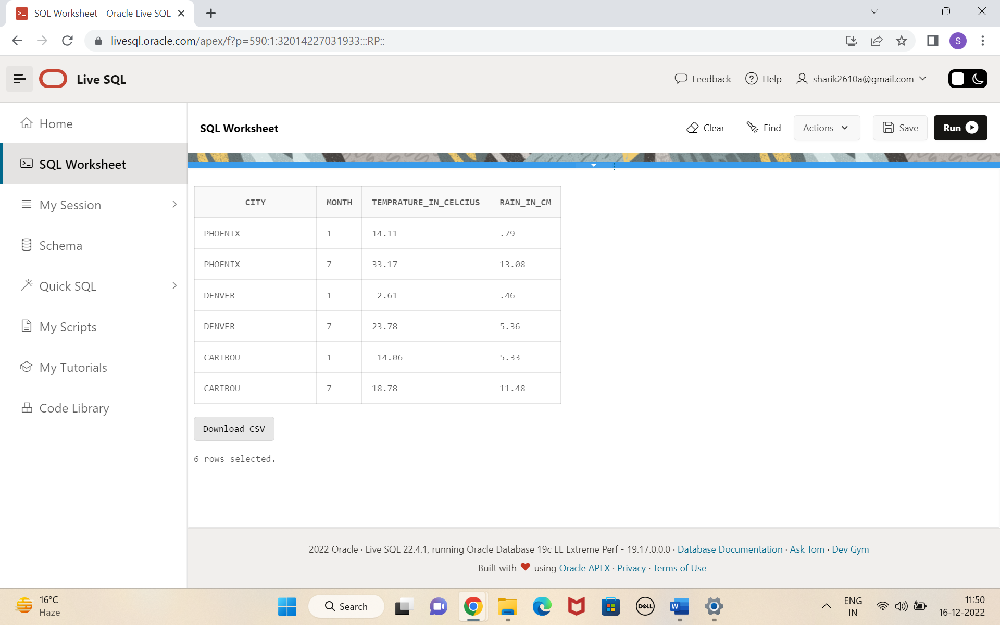 SQL Worksheet - Oracle Live SQL
livesql.oracle.com/apex/f?p=590:1:32014227031933:::RP::
S
Live SQL
Feedback
Help
sharik2610a@gmail.com
Home
SQL Worksheet
My Session
Schema
Quick SQL
My Scripts
My Tutorials
Code Library
SQL Worksheet
Clear
Find
Actions
Save
Run
CITY MONTH TEMPRATURE_IN_CELCIUS RAIN_IN_CM
PHOENIX 1 14.11 .79
PHOENIX 7 33.17 13.08
DENVER 1 -2.61 .46
DENVER 7 23.78 5.36
CARIBOU 1 -14.06 5.33
CARIBOU 7 18.78 11.48
Download CSV
6 rows selected.
2022 Oracle · Live SQL 22.4.1, running Oracle Database 19c EE Extreme Perf - 19.17.0.0.0 · Database Documentation · Ask Tom · Dev Gym
Built with ❤ using Oracle APEX · Privacy · Terms of Use
16°C
Haze
Search
DELL
W
ENG
IN
11:50
16-12-2022